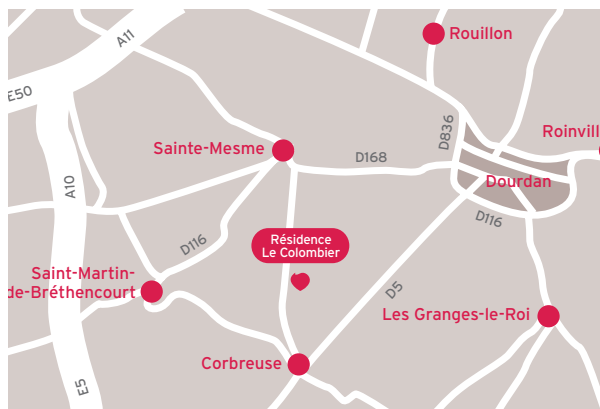 A11
Rouillon
E50
D836
Roinvill
Sainte-Mesme
D168
A10
Dourdan
D116
D116
Résidence
Le Colombier
Saint-Martin-
de-Bréthencourt
D5
Les Granges-le-Roi
Corbreuse
E5